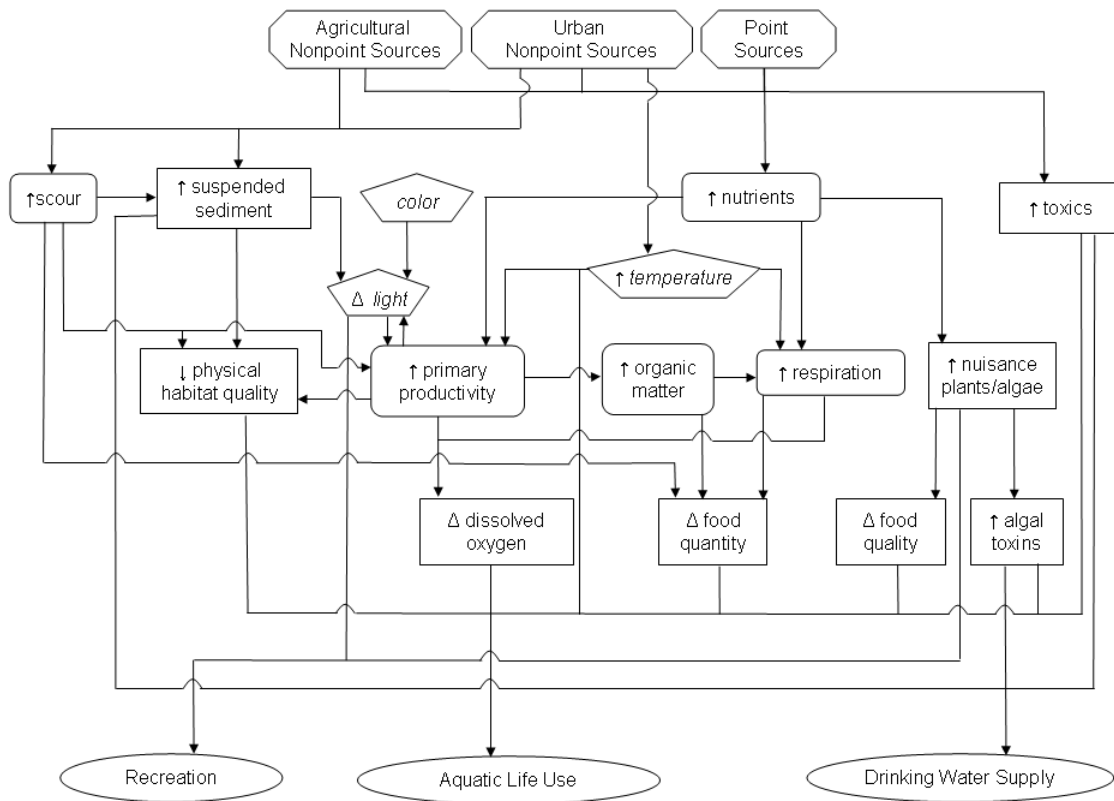 Agricultural
Nonpoint Sources
Urban
Nonpoint Sources
Point
Sources
↑scour
↑ suspended
sediment
color
↑ nutrients
↑ toxics
↑ temperature
Δ light
↓ physical
habitat quality
↑ primary
productivity
↑ organic
matter
↑ respiration
↑ nuisance
plants/algae
Δ dissolved
oxygen
Δ food
quantity
Δ food
quality
↑ algal
toxins
Recreation
Aquatic Life Use
Drinking Water Supply